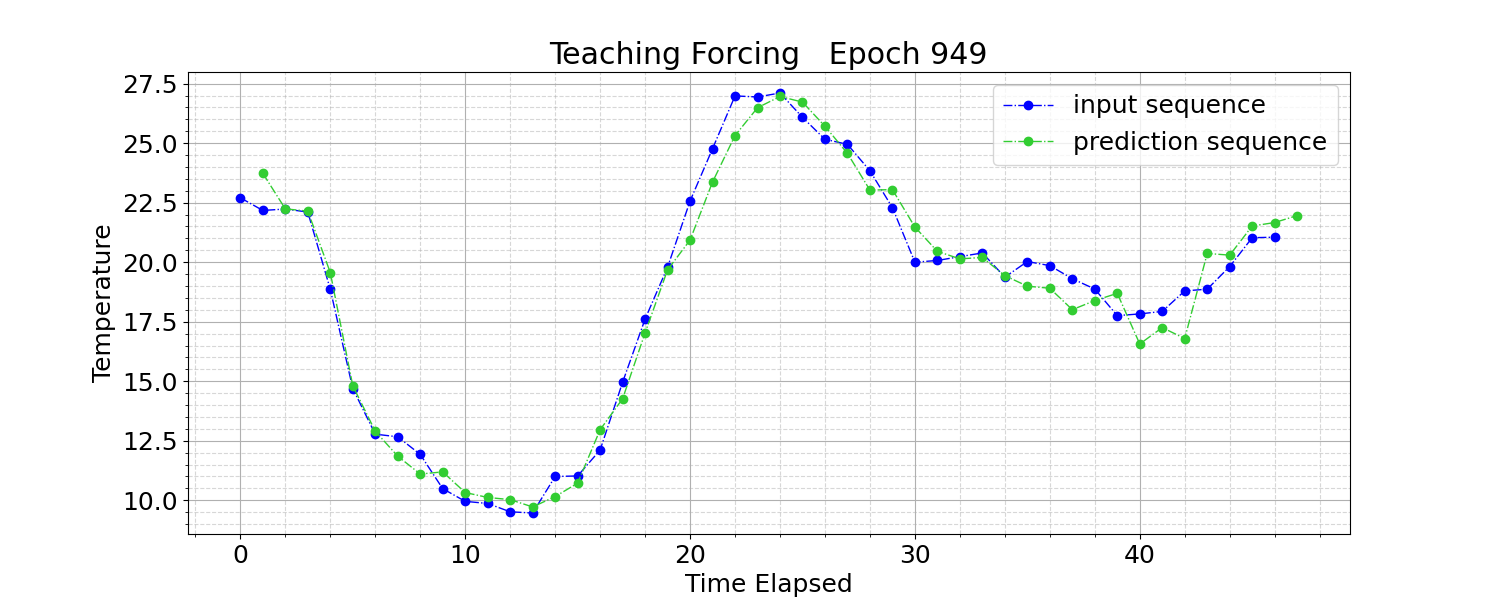 Teaching Forcing   Epoch 949
27.5
25.0
22.5
20.0
17.5
15.0
12.5
10.0
Temperature
input sequence
prediction sequence
0 10 20 30 40
Time Elapsed